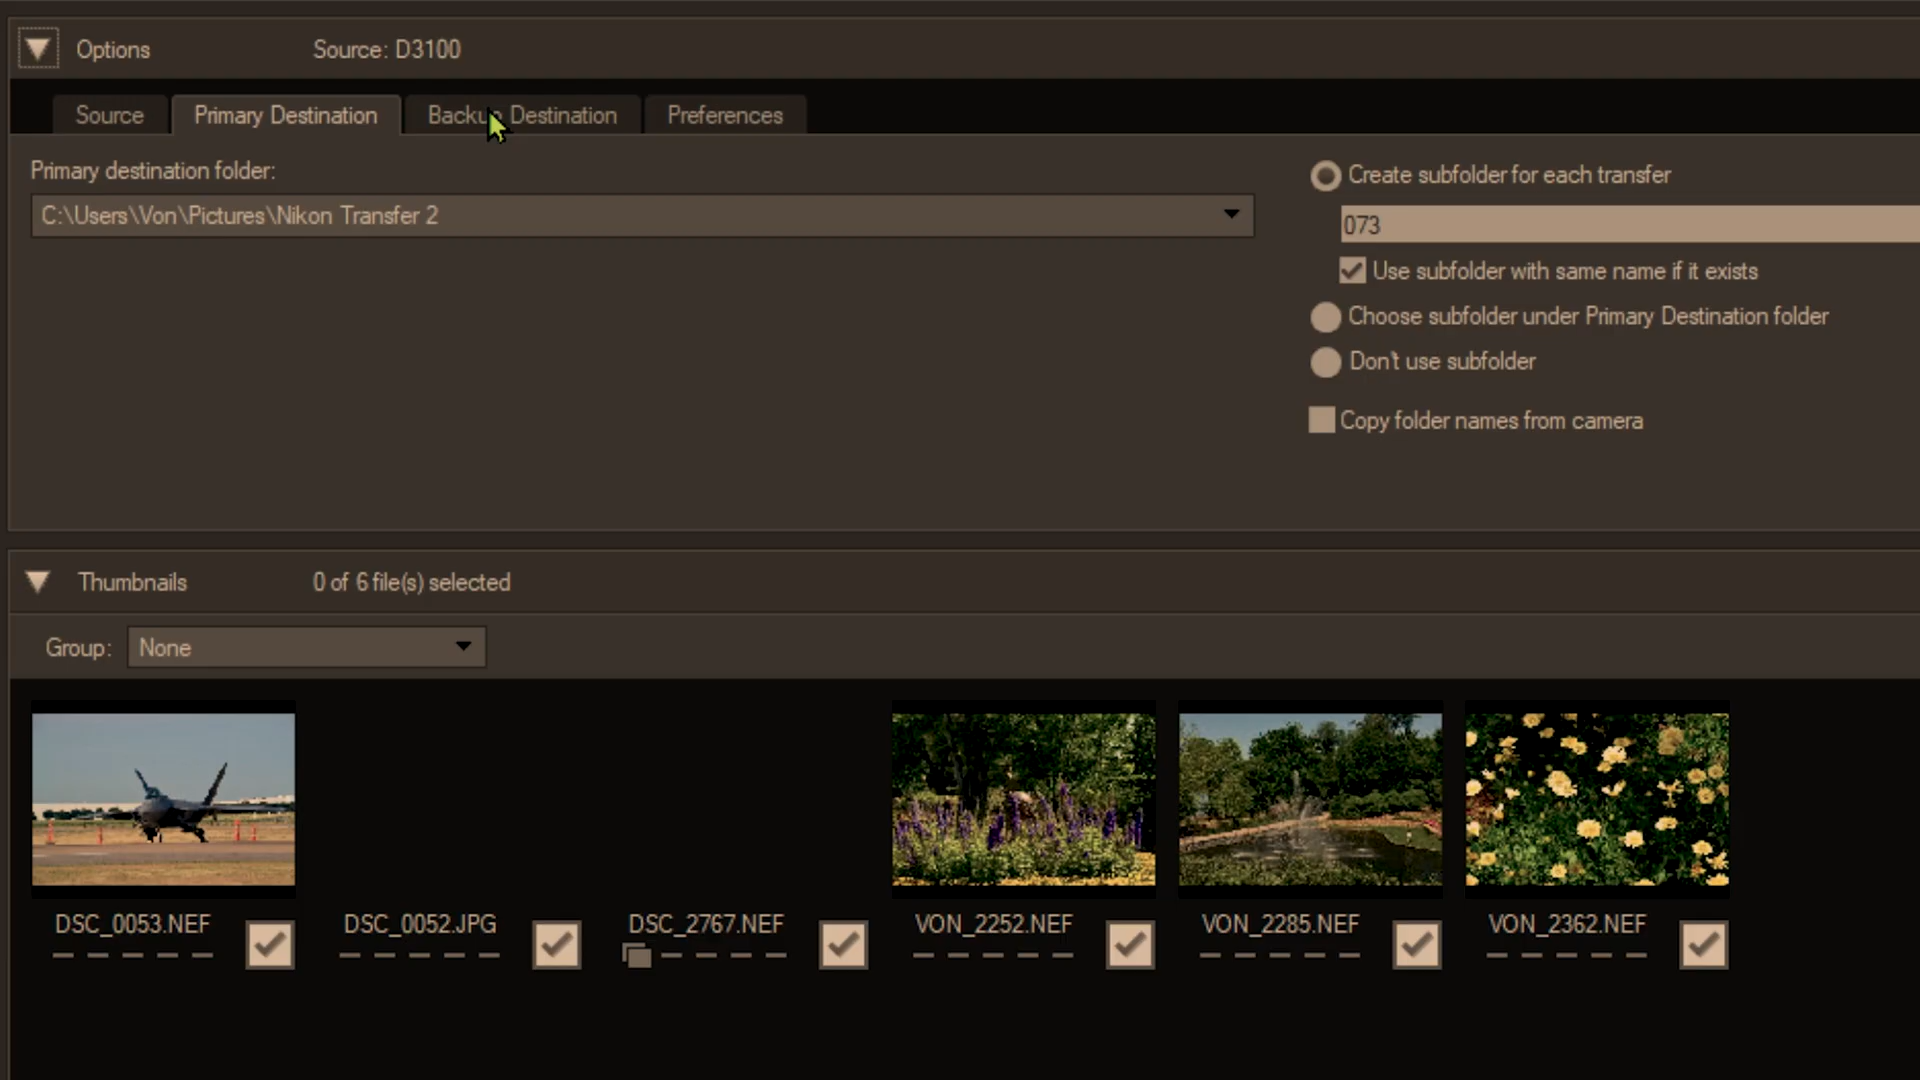 Options
Source: D3100
Source
Primary Destination
Backup Destination
Preferences
Primary destination folder:
C:\Users\Von\Pictures\Nikon Transfer 2
Create subfolder for each transfer
073
Use subfolder with same name if it exists
Choose subfolder under Primary Destination folder
Don't use subfolder
Copy folder names from camera
Thumbnails
0 of 6 file(s) selected
Group:
None
DSC_0053.NEF
DSC_0052.JPG
DSC_2767.NEF
VON_2252.NEF
VON_2285.NEF
VON_2362.NEF